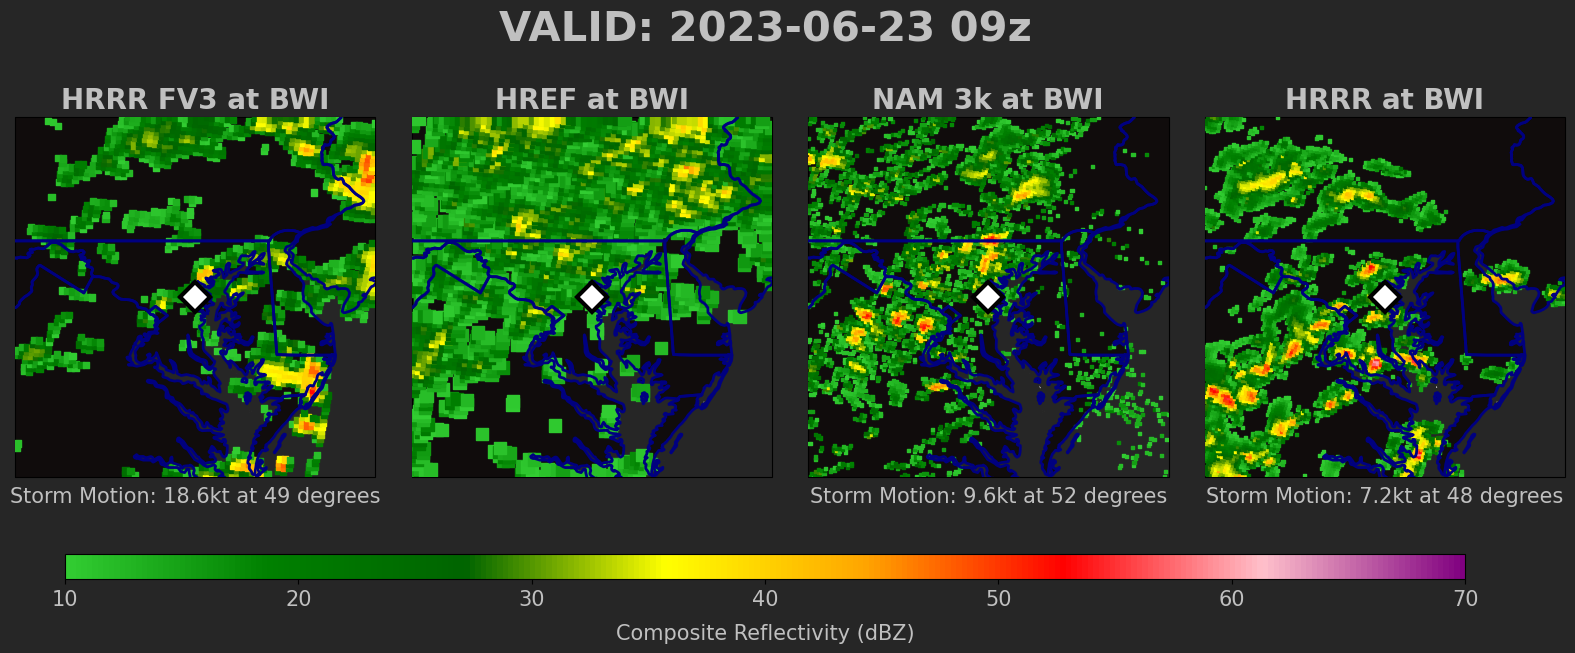 VALID: 2023-06-23 09z
HRRR FV3 at BWI
HREF at BWI
NAM 3k at BWI
HRRR at BWI
Storm Motion: 18.6kt at 49 degrees
Storm Motion: 9.6kt at 52 degrees
Storm Motion: 7.2kt at 48 degrees
10 20 30 40 50 60 70
Composite Reflectivity (dBZ)